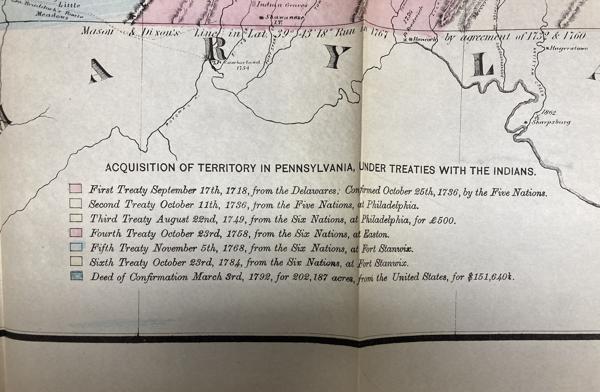 Little
Meadows
Indian Graves
Shawanese
Mason & Dixon's Line in Lat. 39° 43' 18" Run in 1767 by agreement of 1732 & 1760
Hancock
Hagerstown
A R Y L A
Cumberland
1754
1862
Sharpsburg
ACQUISITION OF TERRITORY IN PENNSYLVANIA, UNDER TREATIES WITH THE INDIANS.
First Treaty September 17th, 1718, from the Delawares; Confirmed October 25th, 1736, by the Five Nations.
Second Treaty October 11th, 1736, from the Five Nations, at Philadelphia.
Third Treaty August 22nd, 1749, from the Six Nations, at Philadelphia, for £500.
Fourth Treaty October 23rd, 1758, from the Six Nations, at Easton.
Fifth Treaty November 5th, 1768, from the Six Nations, at Fort Stanwix.
Sixth Treaty October 23rd, 1784, from the Six Nations, at Fort Stanwix.
Deed of Confirmation March 3rd, 1792, for 202,187 acres, from the United States, for $151,640¼.